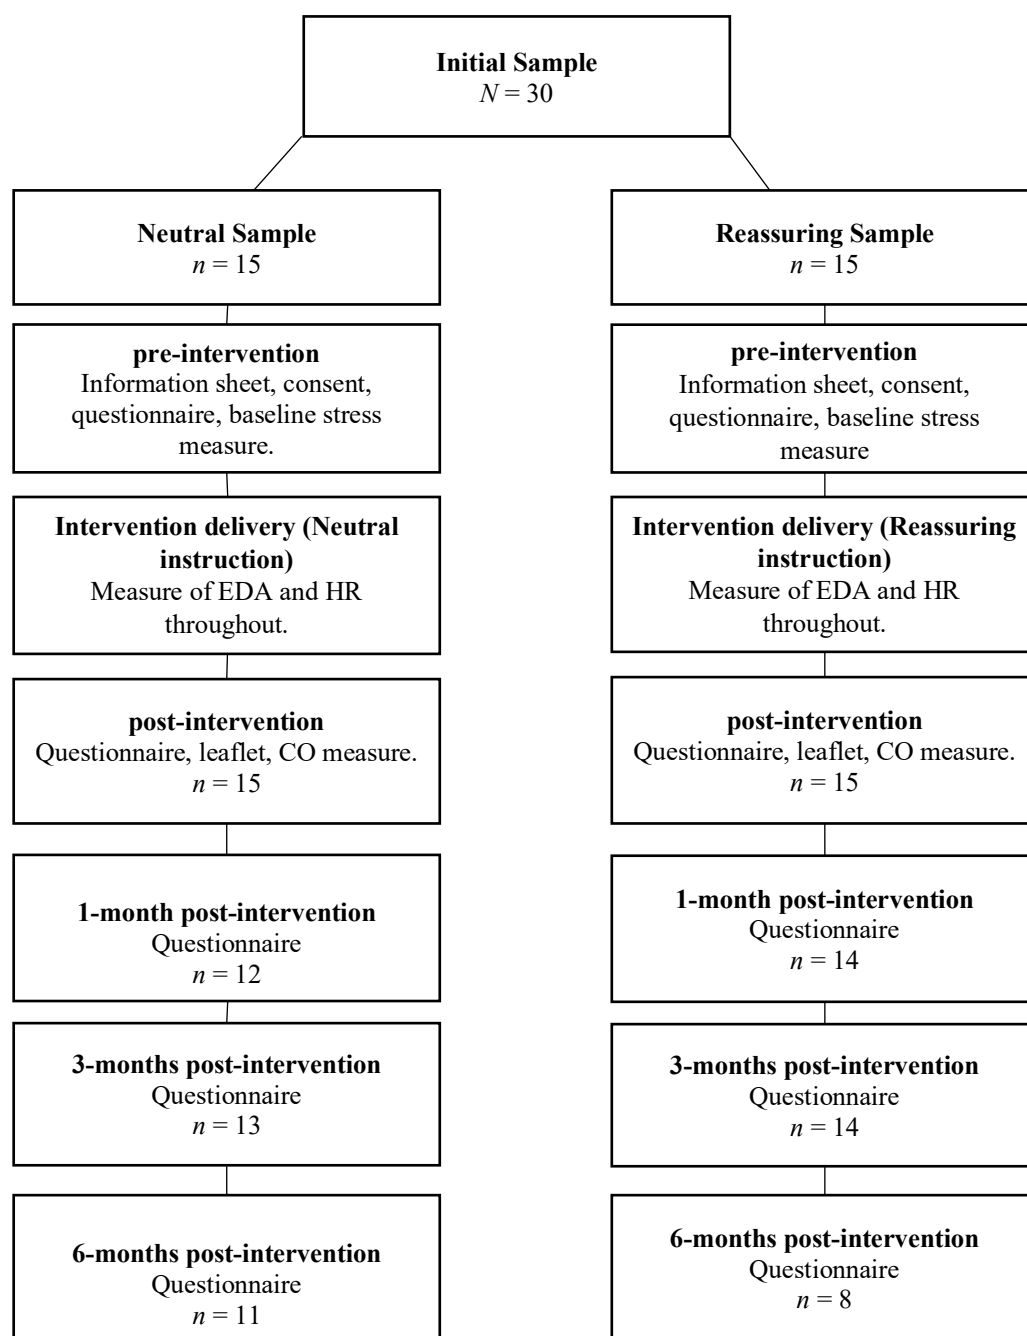 Initial Sample
N = 30
Neutral Sample
n = 15
Reassuring Sample
n = 15
pre-intervention
Information sheet, consent,
questionnaire, baseline stress
measure.
pre-intervention
Information sheet, consent,
questionnaire, baseline stress
measure
Intervention delivery (Neutral
instruction)
Measure of EDA and HR
throughout.
Intervention delivery (Reassuring
instruction)
Measure of EDA and HR
throughout.
post-intervention
Questionnaire, leaflet, CO measure.
n = 15
post-intervention
Questionnaire, leaflet, CO measure.
n = 15
1-month post-intervention
Questionnaire
n = 12
1-month post-intervention
Questionnaire
n = 14
3-months post-intervention
Questionnaire
n = 13
3-months post-intervention
Questionnaire
n = 14
6-months post-intervention
Questionnaire
n = 11
6-months post-intervention
Questionnaire
n = 8